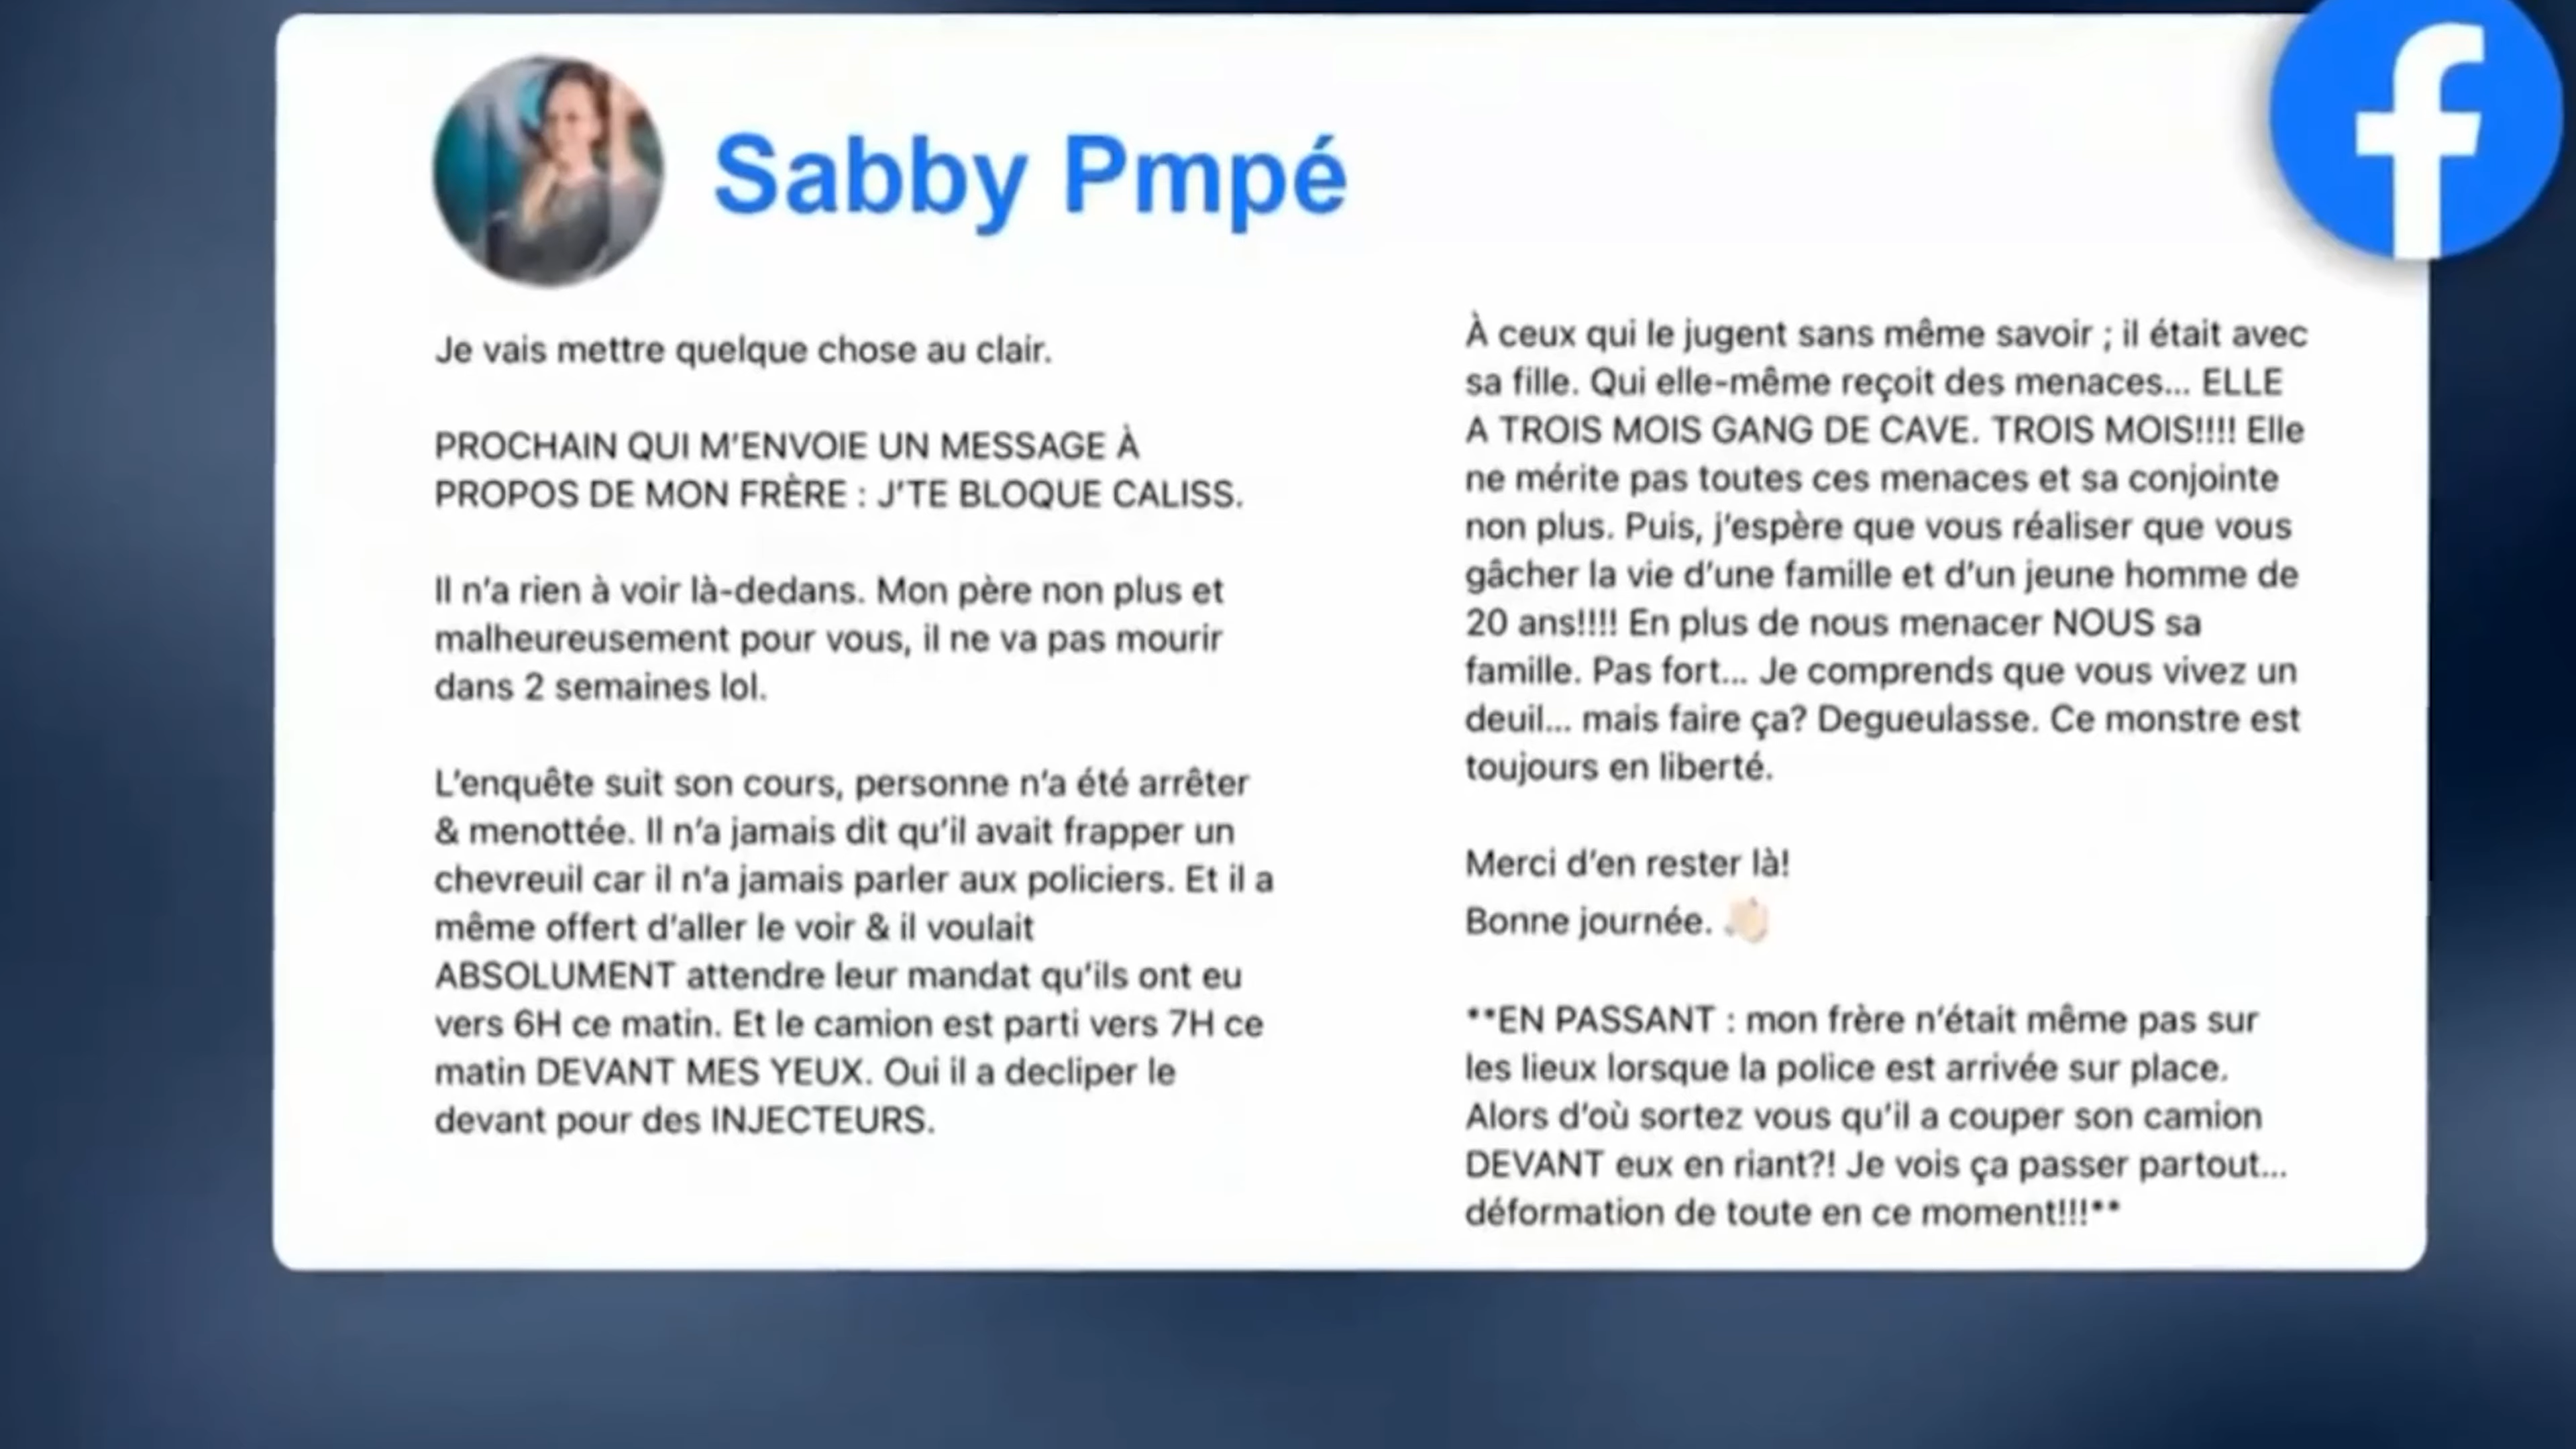 Sabby Pmpé
Je vais mettre quelque chose au clair.
PROCHAIN QUI M'ENVOIE UN MESSAGE À
PROPOS DE MON FRÈRE : J'TE BLOQUE CALISS.
Il n'a rien à voir là-dedans. Mon père non plus et
malheureusement pour vous, il ne va pas mourir
dans 2 semaines lol.
L'enquête suit son cours, personne n'a été arrêter
& menottée. Il n'a jamais dit qu'il avait frapper un
chevreuil car il n'a jamais parler aux policiers. Et il a
même offert d'aller le voir & il voulait
ABSOLUMENT attendre leur mandat qu'ils ont eu
vers 6H ce matin. Et le camion est parti vers 7H ce
matin DEVANT MES YEUX. Oui il a decliper le
devant pour des INJECTEURS.
À ceux qui le jugent sans même savoir ; il était avec
sa fille. Qui elle-même reçoit des menaces... ELLE
A TROIS MOIS GANG DE CAVE. TROIS MOIS!!!! Elle
ne mérite pas toutes ces menaces et sa conjointe
non plus. Puis, j'espère que vous réaliser que vous
gâcher la vie d'une famille et d'un jeune homme de
20 ans!!!! En plus de nous menacer NOUS sa
famille. Pas fort... Je comprends que vous vivez un
deuil... mais faire ça? Degueulasse. Ce monstre est
toujours en liberté.
Merci d'en rester là!
Bonne journée. 👋🏻
**EN PASSANT : mon frère n'était même pas sur
les lieux lorsque la police est arrivée sur place.
Alors d'où sortez vous qu'il a couper son camion
DEVANT eux en riant?! Je vois ça passer partout...
déformation de toute en ce moment!!!**